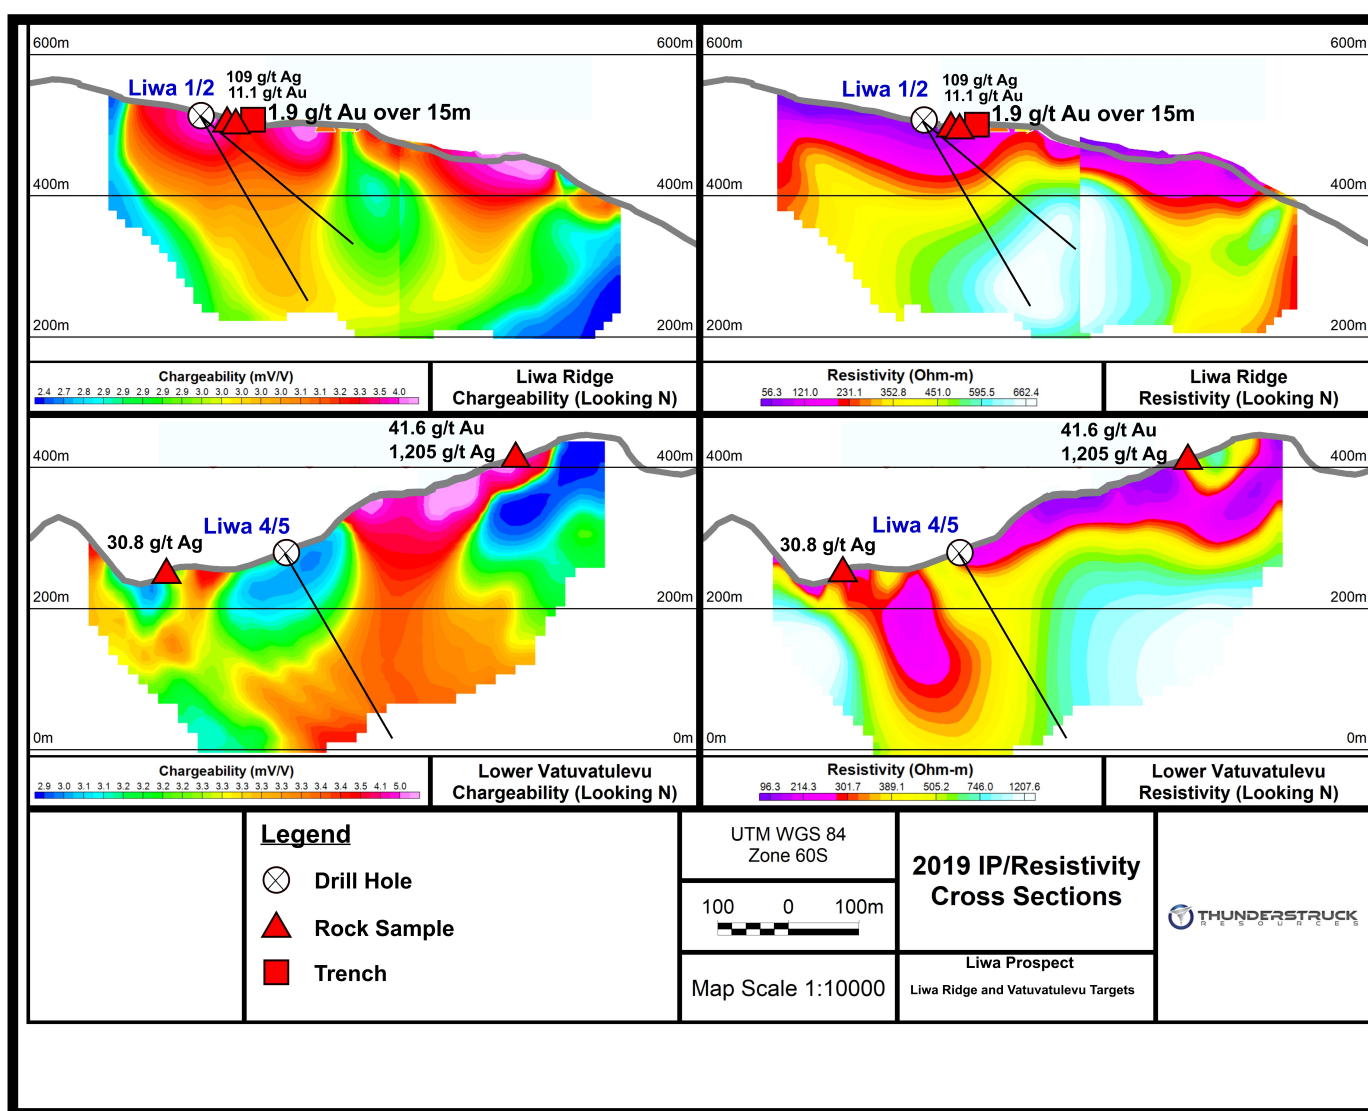 600m
600m
Liwa 1/2
109 g/t Ag
11.1 g/t Au
1.9 g/t Au over 15m
400m
400m
200m
200m
Chargeability (mV/V)
2.4 2.7 2.8 2.9 2.9 2.9 2.9 3.0 3.0 3.0 3.0 3.1 3.1 3.2 3.3 3.5 4.0
Liwa Ridge
Chargeability (Looking N)
600m
600m
Liwa 1/2
109 g/t Ag
11.1 g/t Au
1.9 g/t Au over 15m
400m
400m
200m
200m
Resistivity (Ohm-m)
56.3 121.0 231.1 352.8 451.0 595.5 662.4
Liwa Ridge
Resistivity (Looking N)
41.6 g/t Au
1,205 g/t Ag
400m
400m
Liwa 4/5
30.8 g/t Ag
200m
200m
0m
0m
Chargeability (mV/V)
2.9 3.0 3.1 3.1 3.2 3.2 3.3 3.3 3.3 3.3 3.3 3.4 3.4 3.5 4.1 5.0
Lower Vatuvatulevu
Chargeability (Looking N)
41.6 g/t Au
1,205 g/t Ag
400m
400m
Liwa 4/5
30.8 g/t Ag
200m
200m
0m
0m
Resistivity (Ohm-m)
96.3 214.3 301.7 389.1 505.2 746.0 1207.6
Lower Vatuvatulevu
Resistivity (Looking N)
Legend
Drill Hole
Rock Sample
Trench
UTM WGS 84
Zone 60S
100 0 100m
Map Scale 1:10000
2019 IP/Resistivity
Cross Sections
Liwa Prospect
Liwa Ridge and Vatuvatulevu Targets
THUNDERSTRUCK
RESOURCES